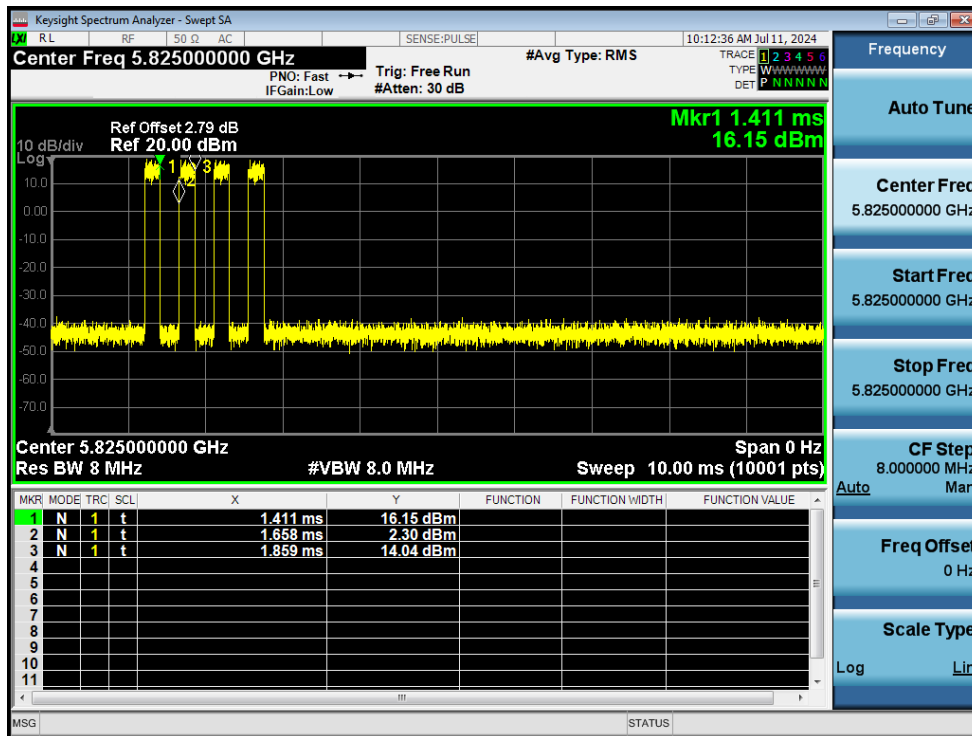 Keysight Spectrum Analyzer - Swept SA
LXI RL RF 50 Ω AC SENSE:PULSE 10:12:36 AM Jul 11, 2024
Center Freq 5.825000000 GHz #Avg Type: RMS TRACE 1 2 3 4 5 6
PNO: Fast Trig: Free Run TYPE WWWWWW
IFGain:Low #Atten: 30 dB DET P N N N N N
Mkr1 1.411 ms
16.15 dBm
Ref Offset 2.79 dB
10 dB/div Ref 20.00 dBm
Log
1 2 3
10.0
0.00
-10.0
-20.0
-30.0
-40.0
-50.0
-60.0
-70.0
Center 5.825000000 GHz Span 0 Hz
Res BW 8 MHz #VBW 8.0 MHz Sweep 10.00 ms (10001 pts)
MKR MODE TRC SCL X Y FUNCTION FUNCTION WIDTH FUNCTION VALUE
1 N 1 t 1.411 ms 16.15 dBm
2 N 1 t 1.658 ms 2.30 dBm
3 N 1 t 1.859 ms 14.04 dBm
4
5
6
7
8
9
10
11
MSG STATUS
Frequency
Auto Tune
Center Freq
5.825000000 GHz
Start Freq
5.825000000 GHz
Stop Freq
5.825000000 GHz
CF Step
8.000000 MHz
Auto Man
Freq Offset
0 Hz
Scale Type
Log Lin